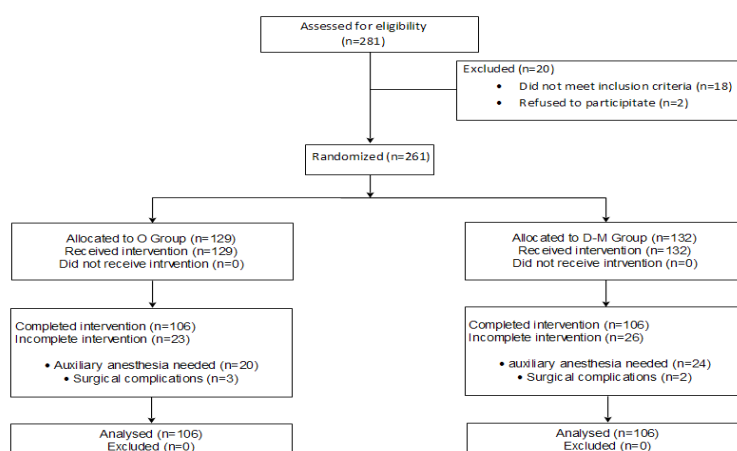 Assessed for eligibility
(n=281)
Excluded (n=20)
• Did not meet inclusion criteria (n=18)
• Refused to participitate (n=2)
Randomized (n=261)
Allocated to O Group (n=129)
Received intervention (n=129)
Did not receive intrvention (n=0)
Allocated to D-M Group (n=132)
Received intervention (n=132)
Did not receive intrvention (n=0)
Completed intervention (n=106)
Incomplete intervention (n=23)
• Auxiliary anesthesia needed (n=20)
• Surgical complications (n=3)
Completed intervention (n=106)
Incomplete intervention (n=26)
• auxiliary anesthesia needed (n=24)
• Surgical complications (n=2)
Analysed (n=106)
Excluded (n=0)
Analysed (n=106)
Excluded (n=0)